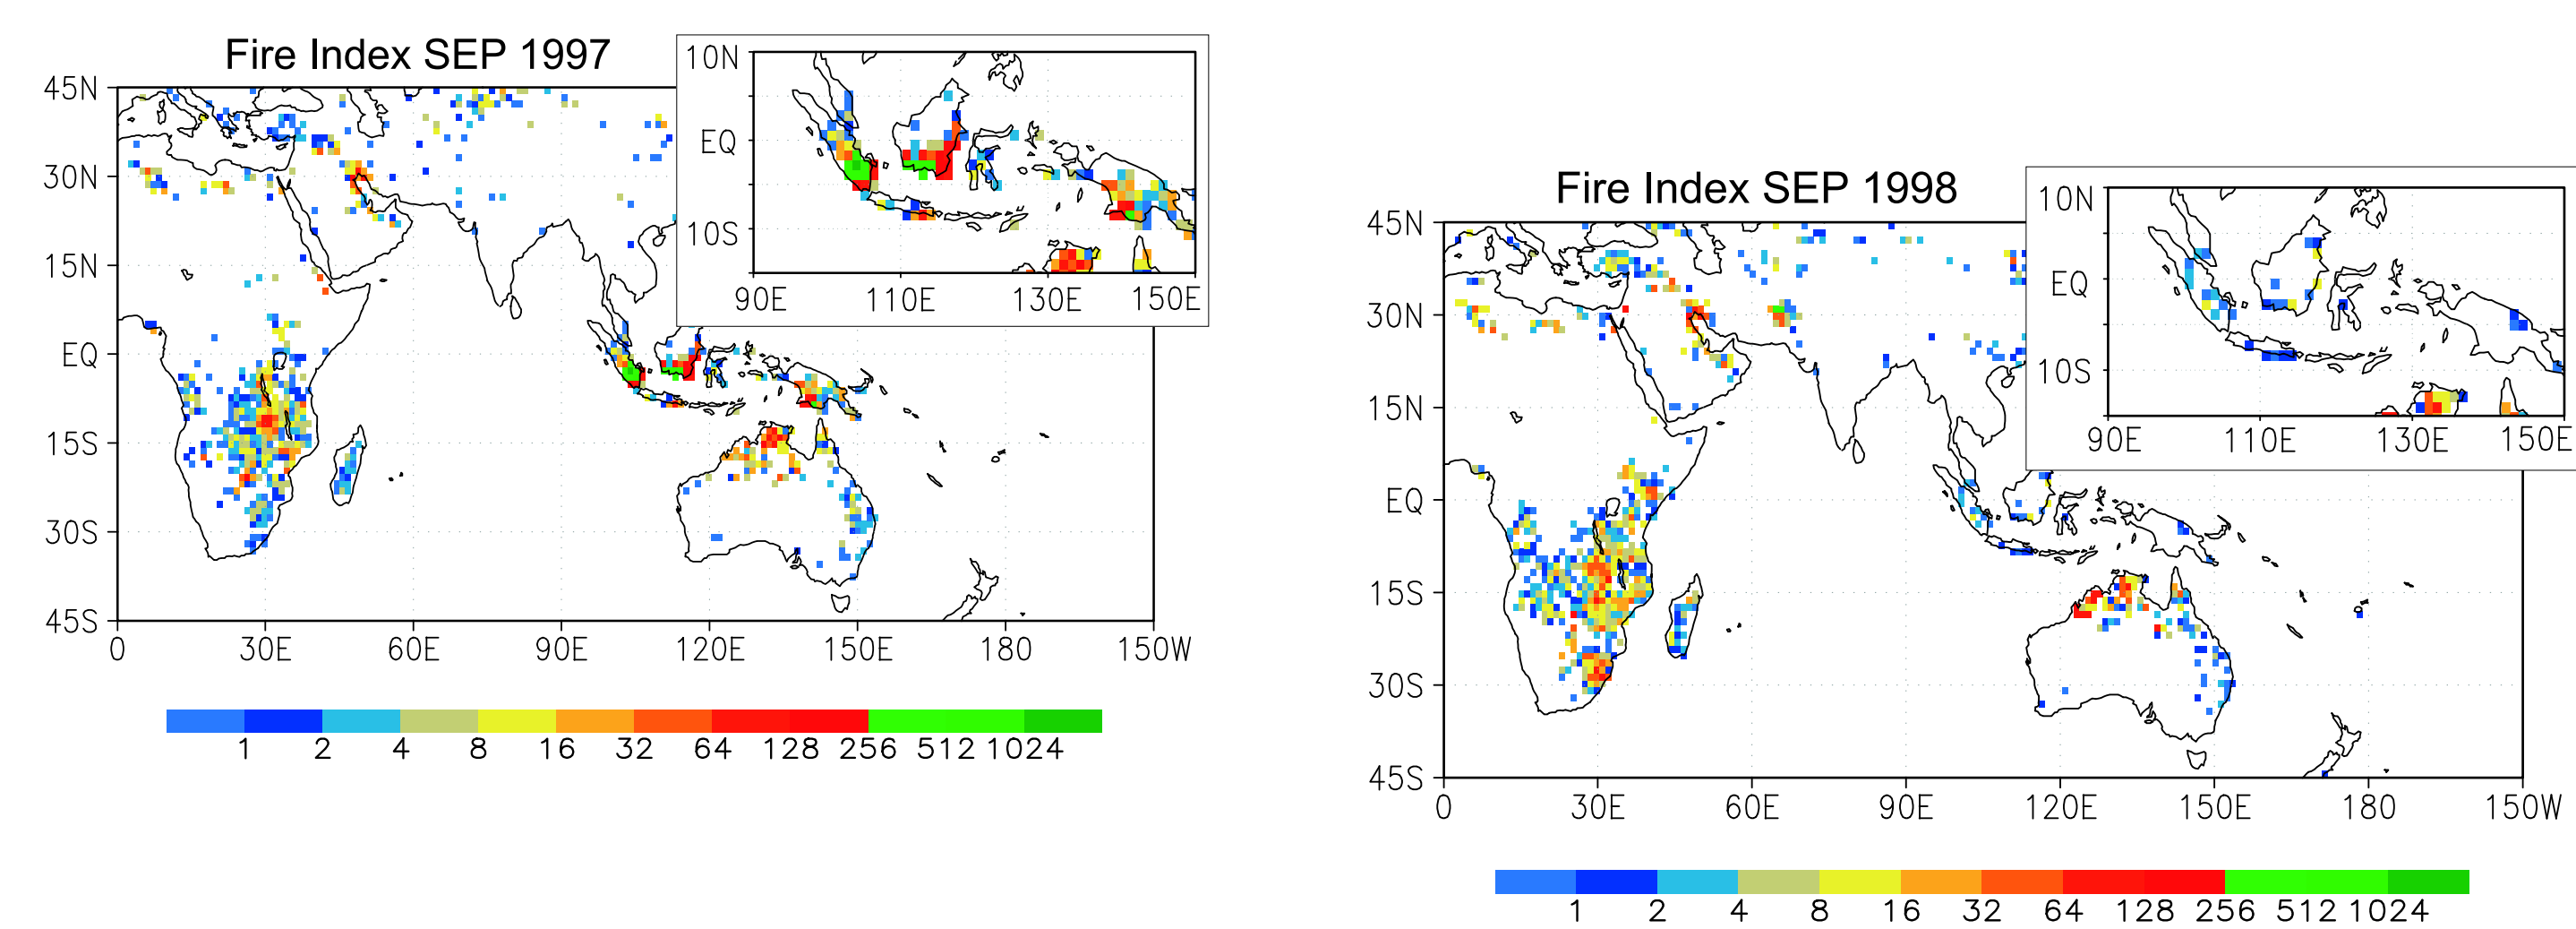 Fire Index SEP 1997
45N
30N
15N
EQ
15S
30S
45S
0 30E 60E 90E 120E 150E 180 150W
10N
EQ
10S
90E 110E 130E 150E
1 2 4 8 16 32 64 128 256 512 1024
Fire Index SEP 1998
45N
30N
15N
EQ
15S
30S
45S
0 30E 60E 90E 120E 150E 180 150W
10N
EQ
10S
90E 110E 130E 150E
1 2 4 8 16 32 64 128 256 512 1024